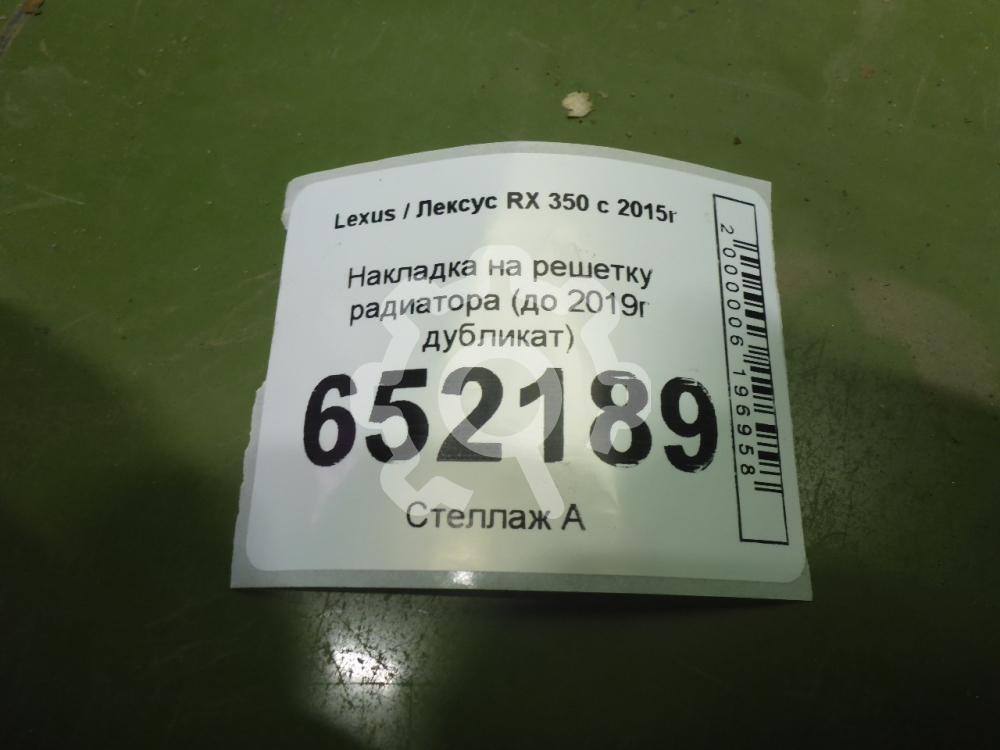 Lexus / Лексус RX 350 с 2015г
Накладка на решетку
радиатора (до 2019г
дубликат)
652189
Стеллаж А
2000006196958